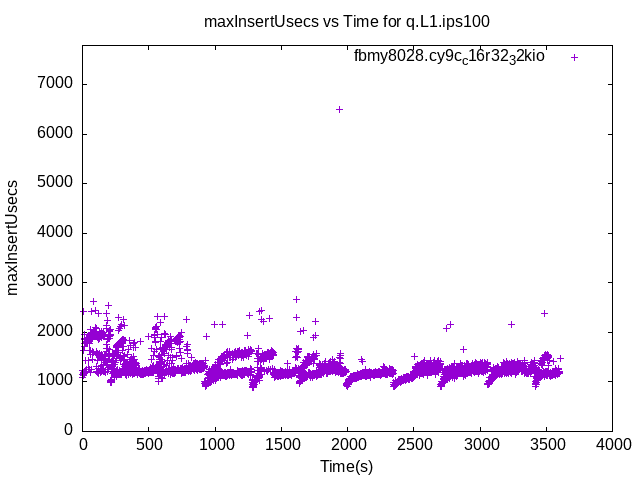 maxInsertUsecs vs Time for q.L1.ips100
fbmy8028.cy9c_c16r32_32kio
7000
6000
5000
4000
3000
2000
1000
0
maxInsertUsecs
0 500 1000 1500 2000 2500 3000 3500 4000
Time(s)